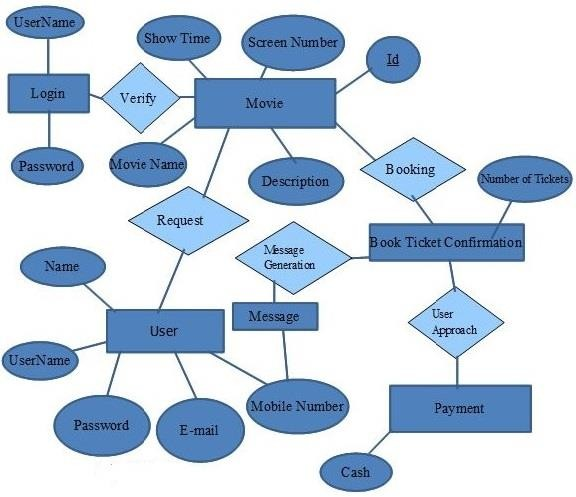 UserName
Show Time
Screen Number
Id
Login
Verify
Movie
Password
Movie Name
Description
Booking
Number of Tickets
Request
Message
Generation
Book Ticket Confirmation
Name
Message
User
User
Approach
UserName
Password
E-mail
Mobile Number
Payment
Cash